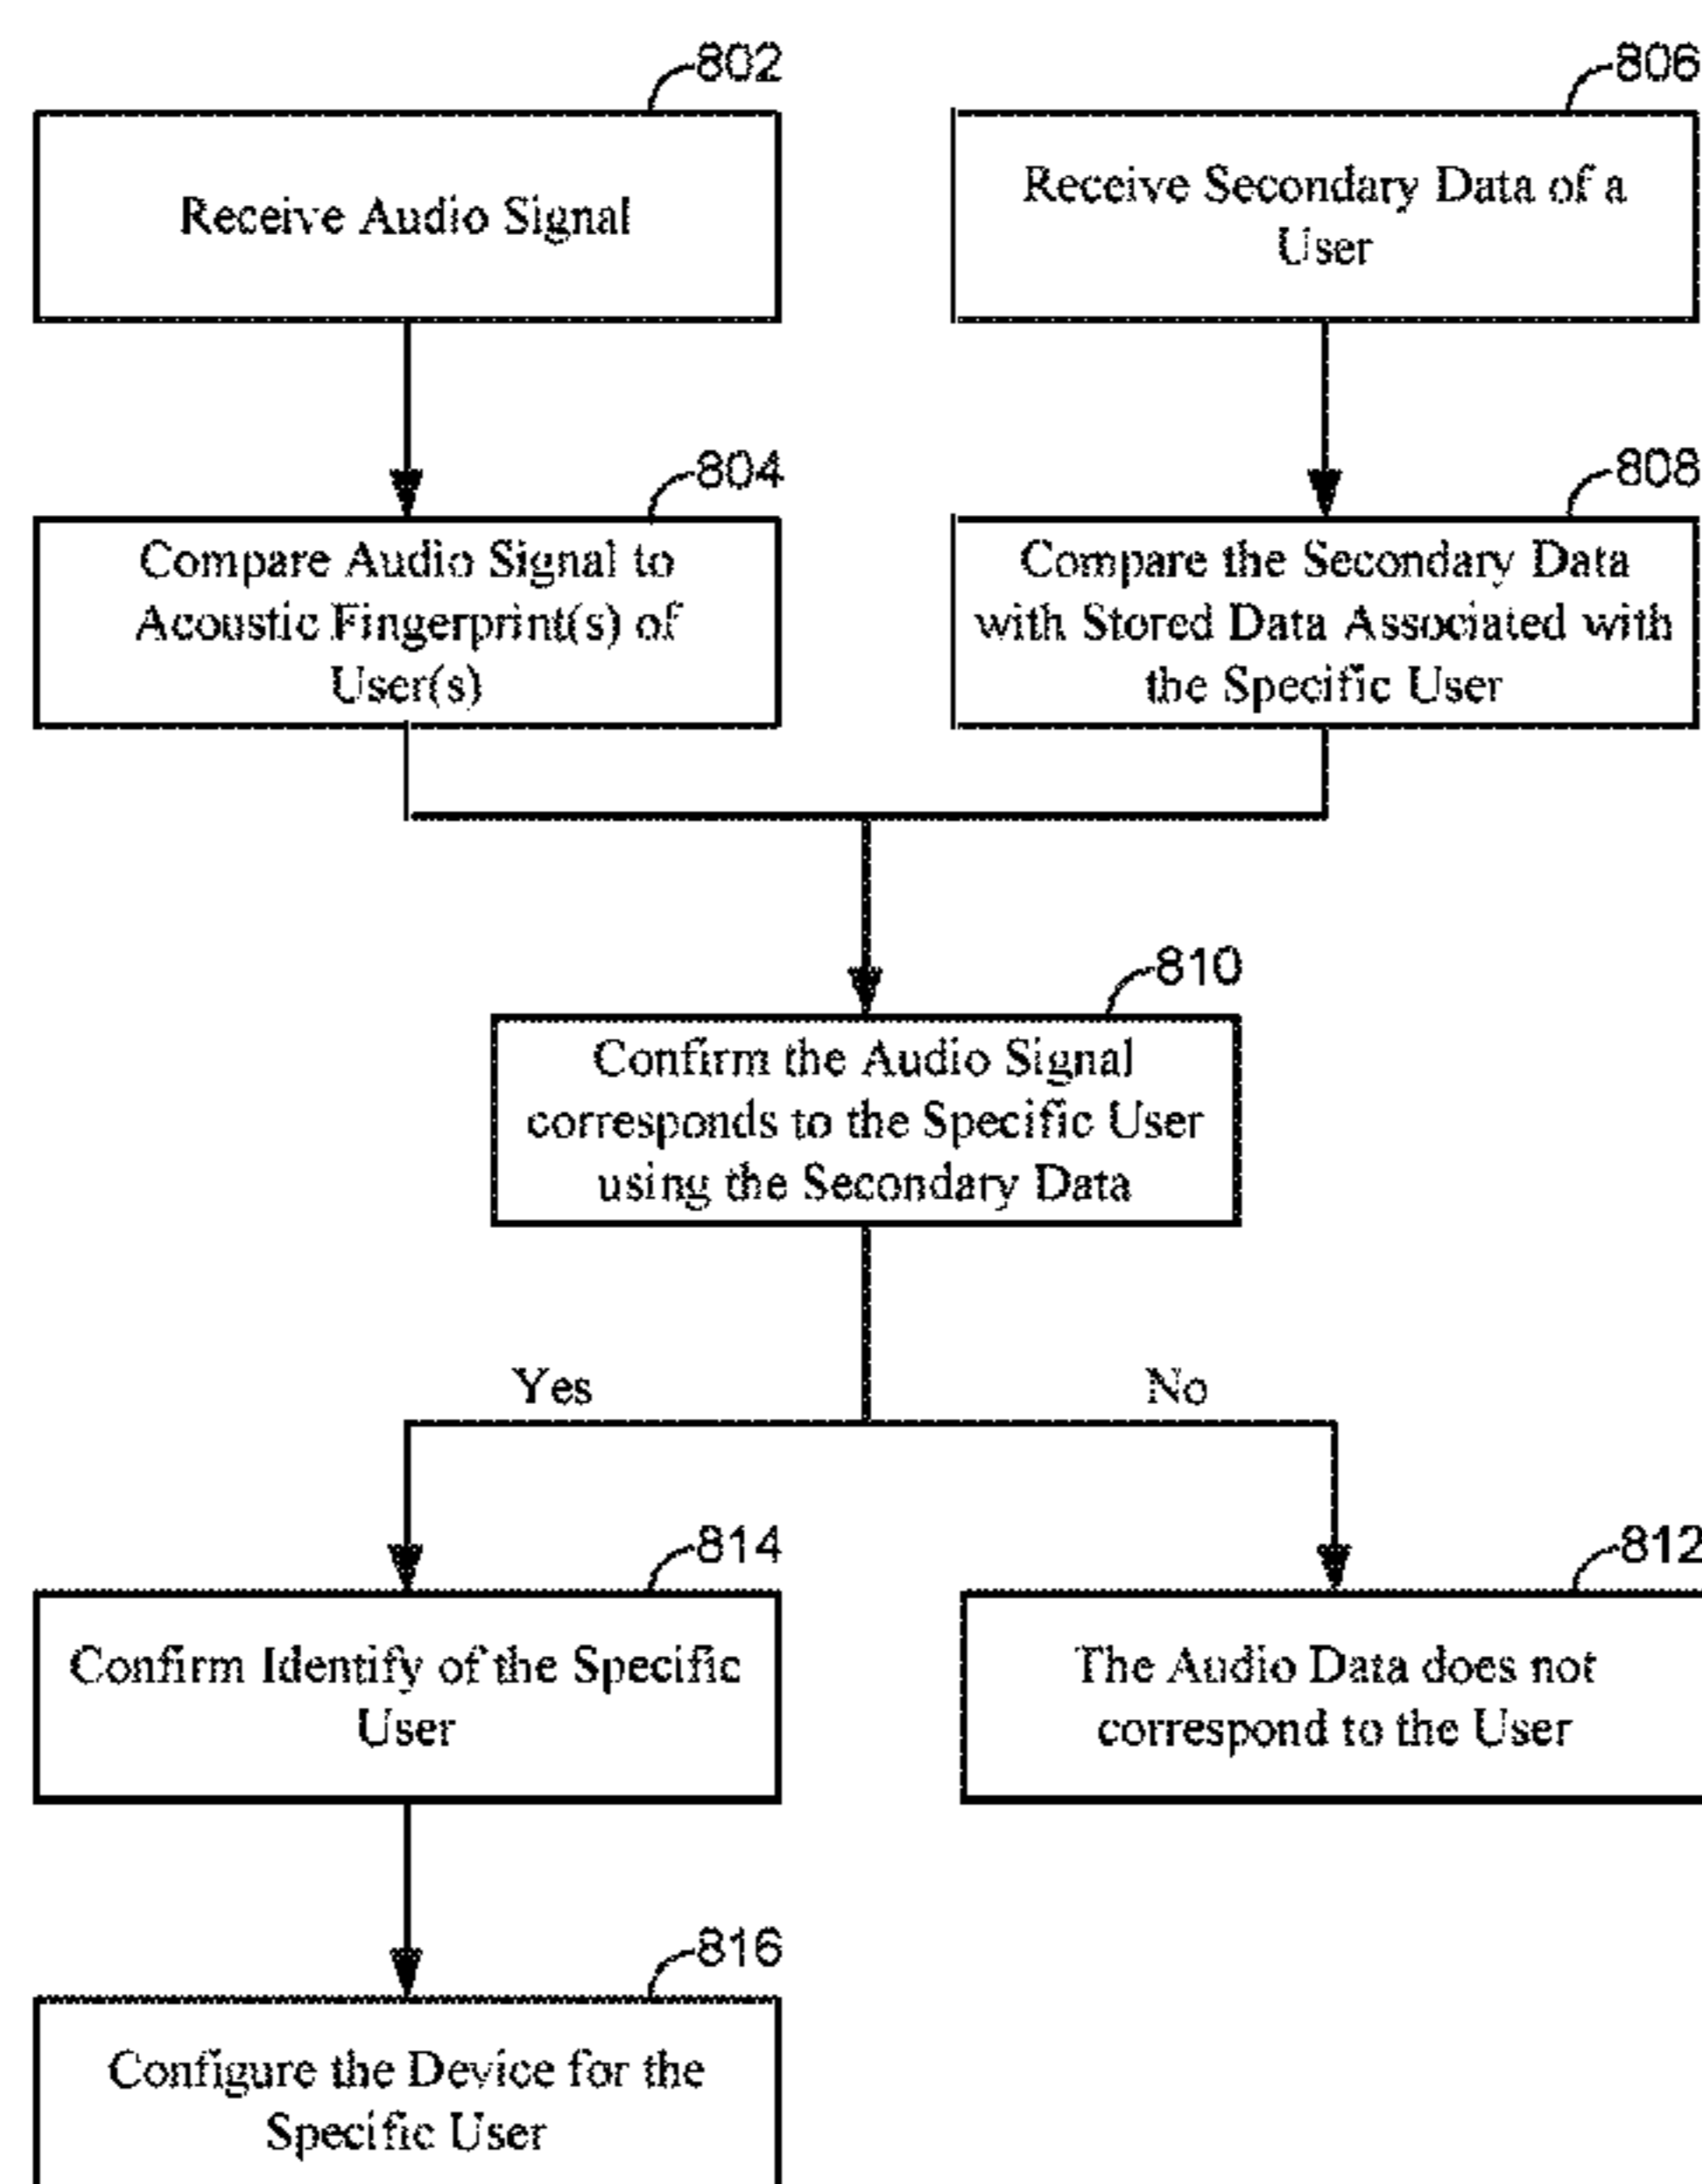 802
Receive Audio Signal
806
Receive Secondary Data of a
User
804
Compare Audio Signal to
Acoustic Fingerprint(s) of
User(s)
808
Compare the Secondary Data
with Stored Data Associated with
the Specific User
810
Confirm the Audio Signal
corresponds to the Specific User
using the Secondary Data
Yes
No
814
Confirm Identify of the Specific
User
812
The Audio Data does not
correspond to the User
816
Configure the Device for the
Specific User